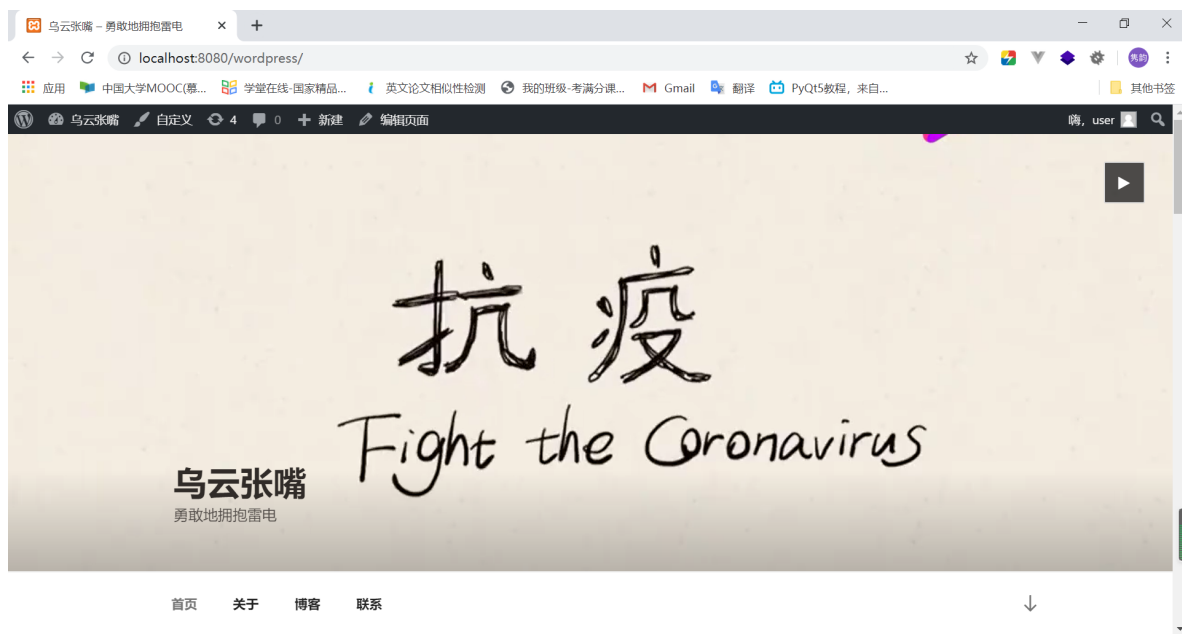 乌云张嘴 – 勇敢地拥抱雷电
localhost:8080/wordpress/
隽韵
应用 中国大学MOOC(慕... 学堂在线-国家精品... 英文论文相似性检测 我的班级-考满分课... Gmail 翻译 PyQt5教程，来自... 其他书签
乌云张嘴 自定义 4 0 新建 编辑页面 嗨，user
抗疫
Fight the Coronavirus
乌云张嘴
勇敢地拥抱雷电
首页 关于 博客 联系